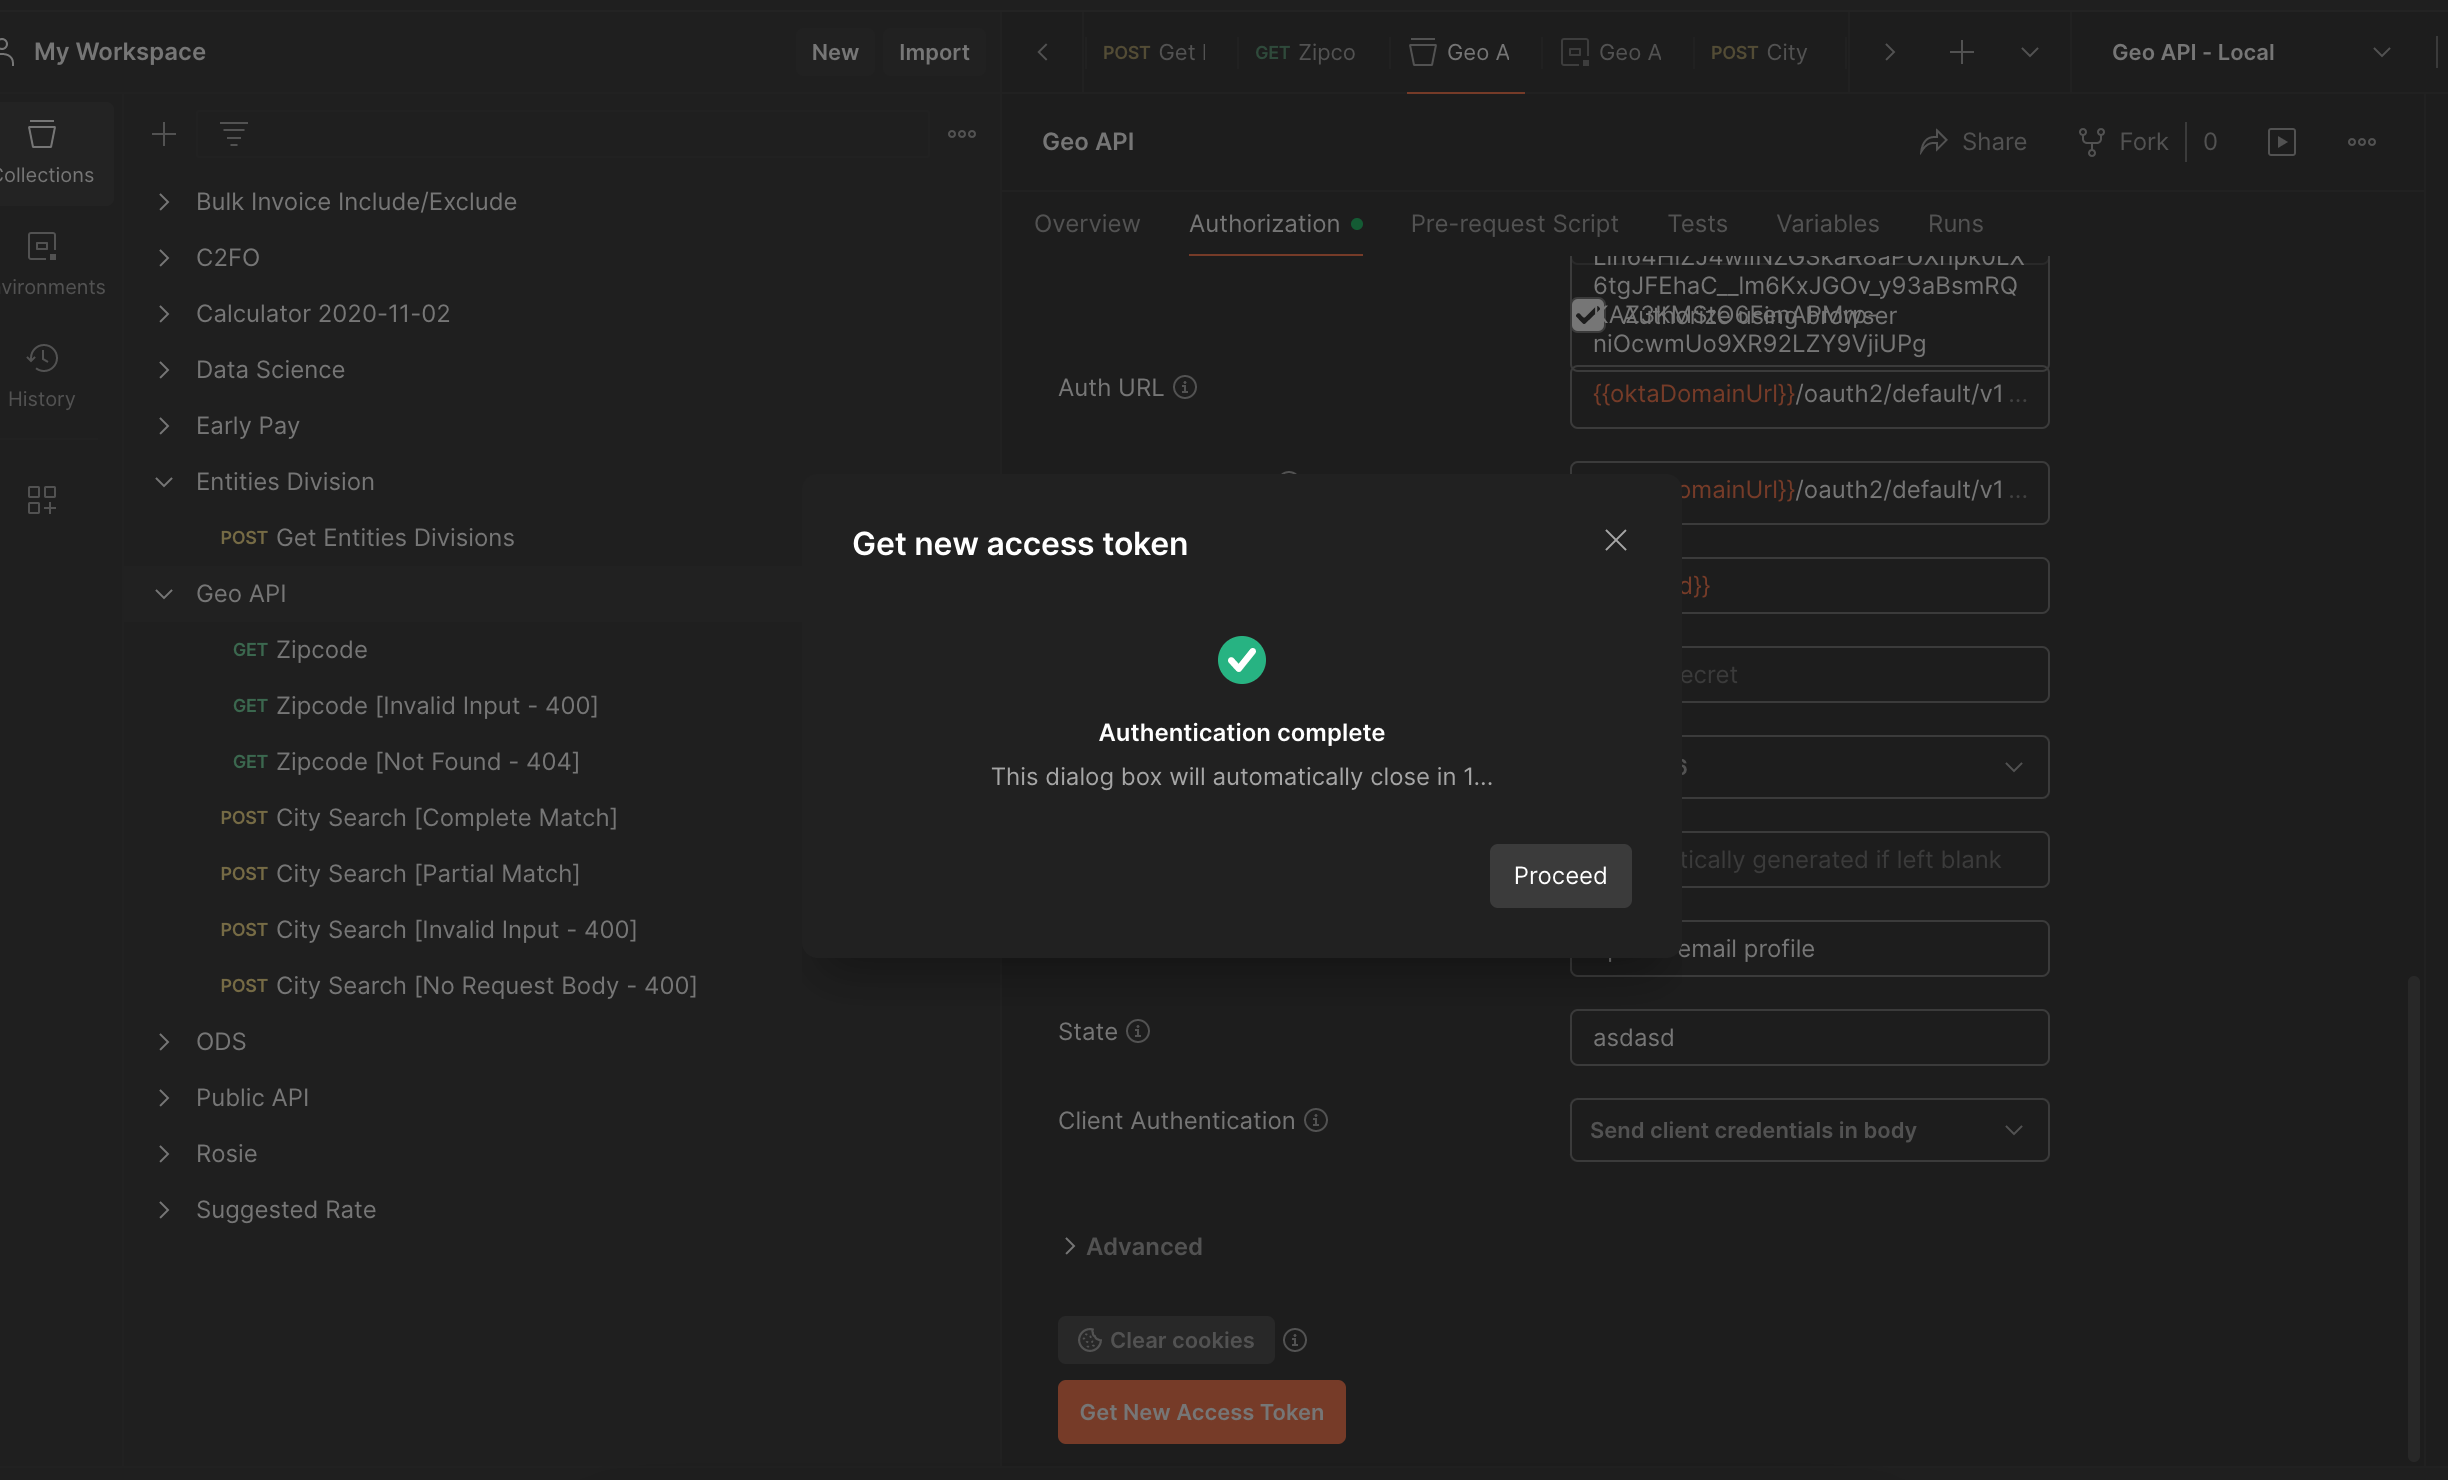 My Workspace
New
Import
POST Get
GET Zipco
Geo A
Geo A
POST City
Geo API - Local
Collections
Geo API
Share
Fork
0
Overview
Authorization
Pre-request Script
Tests
Variables
Runs
History
Bulk Invoice Include/Exclude
C2FO
Calculator 2020-11-02
Data Science
Early Pay
Entities Division
POST Get Entities Divisions
Geo API
GET Zipcode
GET Zipcode [Invalid Input - 400]
GET Zipcode [Not Found - 404]
POST City Search [Complete Match]
POST City Search [Partial Match]
POST City Search [Invalid Input - 400]
POST City Search [No Request Body - 400]
ODS
Public API
Rosie
Suggested Rate
6tgJFEhaC__lm6KxJGOv_y93aBsmRQ
Authorize using browser
niOcwmUo9XR92LZY9VjiUPg
Auth URL
{{oktaDomainUrl}}/oauth2/default/v1 ...
omainUrl}}/oauth2/default/v1 ...
d}}
ecret
tically generated if left blank
email profile
Get new access token
Authentication complete
This dialog box will automatically close in 1...
Proceed
State
asdasd
Client Authentication
Send client credentials in body
Advanced
Clear cookies
Get New Access Token